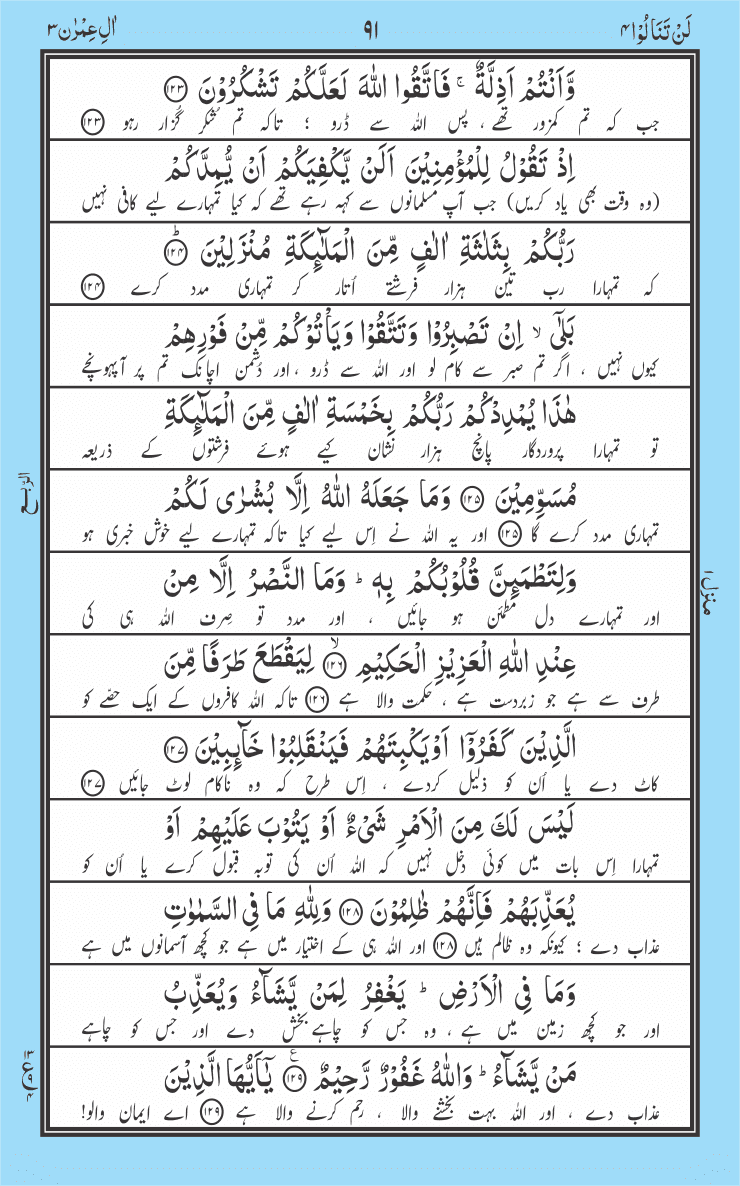 لَنْ تَنَالُوْا ۴ ۹۱ اٰلِ عِمْرٰن ۳
وَّاَنْتُمْ اَذِلَّةٌ ۚ فَاتَّقُوا اللّٰهَ لَعَلَّكُمْ تَشْكُرُوْنَ ﴿۱۲۳﴾
جب کہ تم کمزور تھے، پس اللہ سے ڈرو ؛ تاکہ تم شُکر گُزار رہو ﴿۱۲۳﴾
اِذْ تَقُوْلُ لِلْمُؤْمِنِيْنَ اَلَنْ يَّكْفِيَكُمْ اَنْ يُّمِدَّكُمْ
(وہ وقت بھی یاد کریں) جب آپ مسلمانوں سے کہہ رہے تھے کہ کیا تمہارے لیے کافی نہیں
رَبُّكُمْ بِثَلٰثَةِ اٰلٰفٍ مِّنَ الْمَلٰٓئِكَةِ مُنْزَلِيْنَ ﴿۱۲۴﴾ؕ
کہ تمہارا رب تین ہزار فرشتے اُتار کر تمہاری مدد کرے ﴿۱۲۴﴾
بَلٰٓى ۙ اِنْ تَصْبِرُوْا وَتَتَّقُوْا وَيَاْتُوْكُمْ مِّنْ فَوْرِهِمْ
کیوں نہیں ، اگر تم صبر سے کام لو اور اللہ سے ڈرو ، اور دُشمن اچانک تم پر آپہونچے
هٰذَا يُمْدِدْكُمْ رَبُّكُمْ بِخَمْسَةِ اٰلٰفٍ مِّنَ الْمَلٰٓئِكَةِ
تو تمہارا پروردگار پانچ ہزار نشان کیے ہوئے فرشتوں کے ذریعہ
مُسَوِّمِيْنَ ﴿۱۲۵﴾ وَمَا جَعَلَهُ اللّٰهُ اِلَّا بُشْرٰى لَكُمْ
تمہاری مدد کرے گا ﴿۱۲۵﴾ اور یہ اللہ نے اِس لیے کیا تاکہ تمہارے لیے خوش خبری ہو
الرّبع
وَلِتَطْمَئِنَّ قُلُوْبُكُمْ بِهٖ ؕ وَمَا النَّصْرُ اِلَّا مِنْ
اور تمہارے دل مطمئن ہو جائیں ، اور مدد تو صِرف اللہ ہی کی
منزل ۱
عِنْدِ اللّٰهِ الْعَزِيْزِ الْحَكِيْمِ ﴿۱۲۶﴾ۙ لِيَقْطَعَ طَرَفًا مِّنَ
طرف سے ہے جو زبردست ہے ، حکمت والا ہے ﴿۱۲۶﴾ تاکہ اللہ کافروں کے ایک حصّے کو
الَّذِيْنَ كَفَرُوْٓا اَوْ يَكْبِتَهُمْ فَيَنْقَلِبُوْا خَآئِبِيْنَ ﴿۱۲۷﴾
کاٹ دے یا اُن کو ذلیل کردے ، اِس طرح کہ وہ ناکام لوٹ جائیں ﴿۱۲۷﴾
لَيْسَ لَكَ مِنَ الْاَمْرِ شَىْءٌ اَوْ يَتُوْبَ عَلَيْهِمْ اَوْ
تمہارا اِس بات میں کوئی دخل نہیں کہ اللہ اُن کی توبہ قبول کرے یا اُن کو
يُعَذِّبَهُمْ فَاِنَّهُمْ ظٰلِمُوْنَ ﴿۱۲۸﴾ وَلِلّٰهِ مَا فِى السَّمٰوٰتِ
عذاب دے ؛ کیونکہ وہ ظالم ہیں ﴿۱۲۸﴾ اور اللہ ہی کے اختیار میں ہے جو کچھ آسمانوں میں ہے
وَمَا فِى الْاَرْضِ ؕ يَغْفِرُ لِمَنْ يَّشَآءُ وَيُعَذِّبُ
اور جو کچھ زمین میں ہے ، وہ جس کو چاہے بخش دے اور جس کو چاہے
مَنْ يَّشَآءُ ؕ وَاللّٰهُ غَفُوْرٌ رَّحِيْمٌ ﴿۱۲۹﴾ۧ يٰٓاَيُّهَا الَّذِيْنَ
عذاب دے ، اور اللہ بہت بخشنے والا ، رحم کرنے والا ہے ﴿۱۲۹﴾ اے ایمان والو!